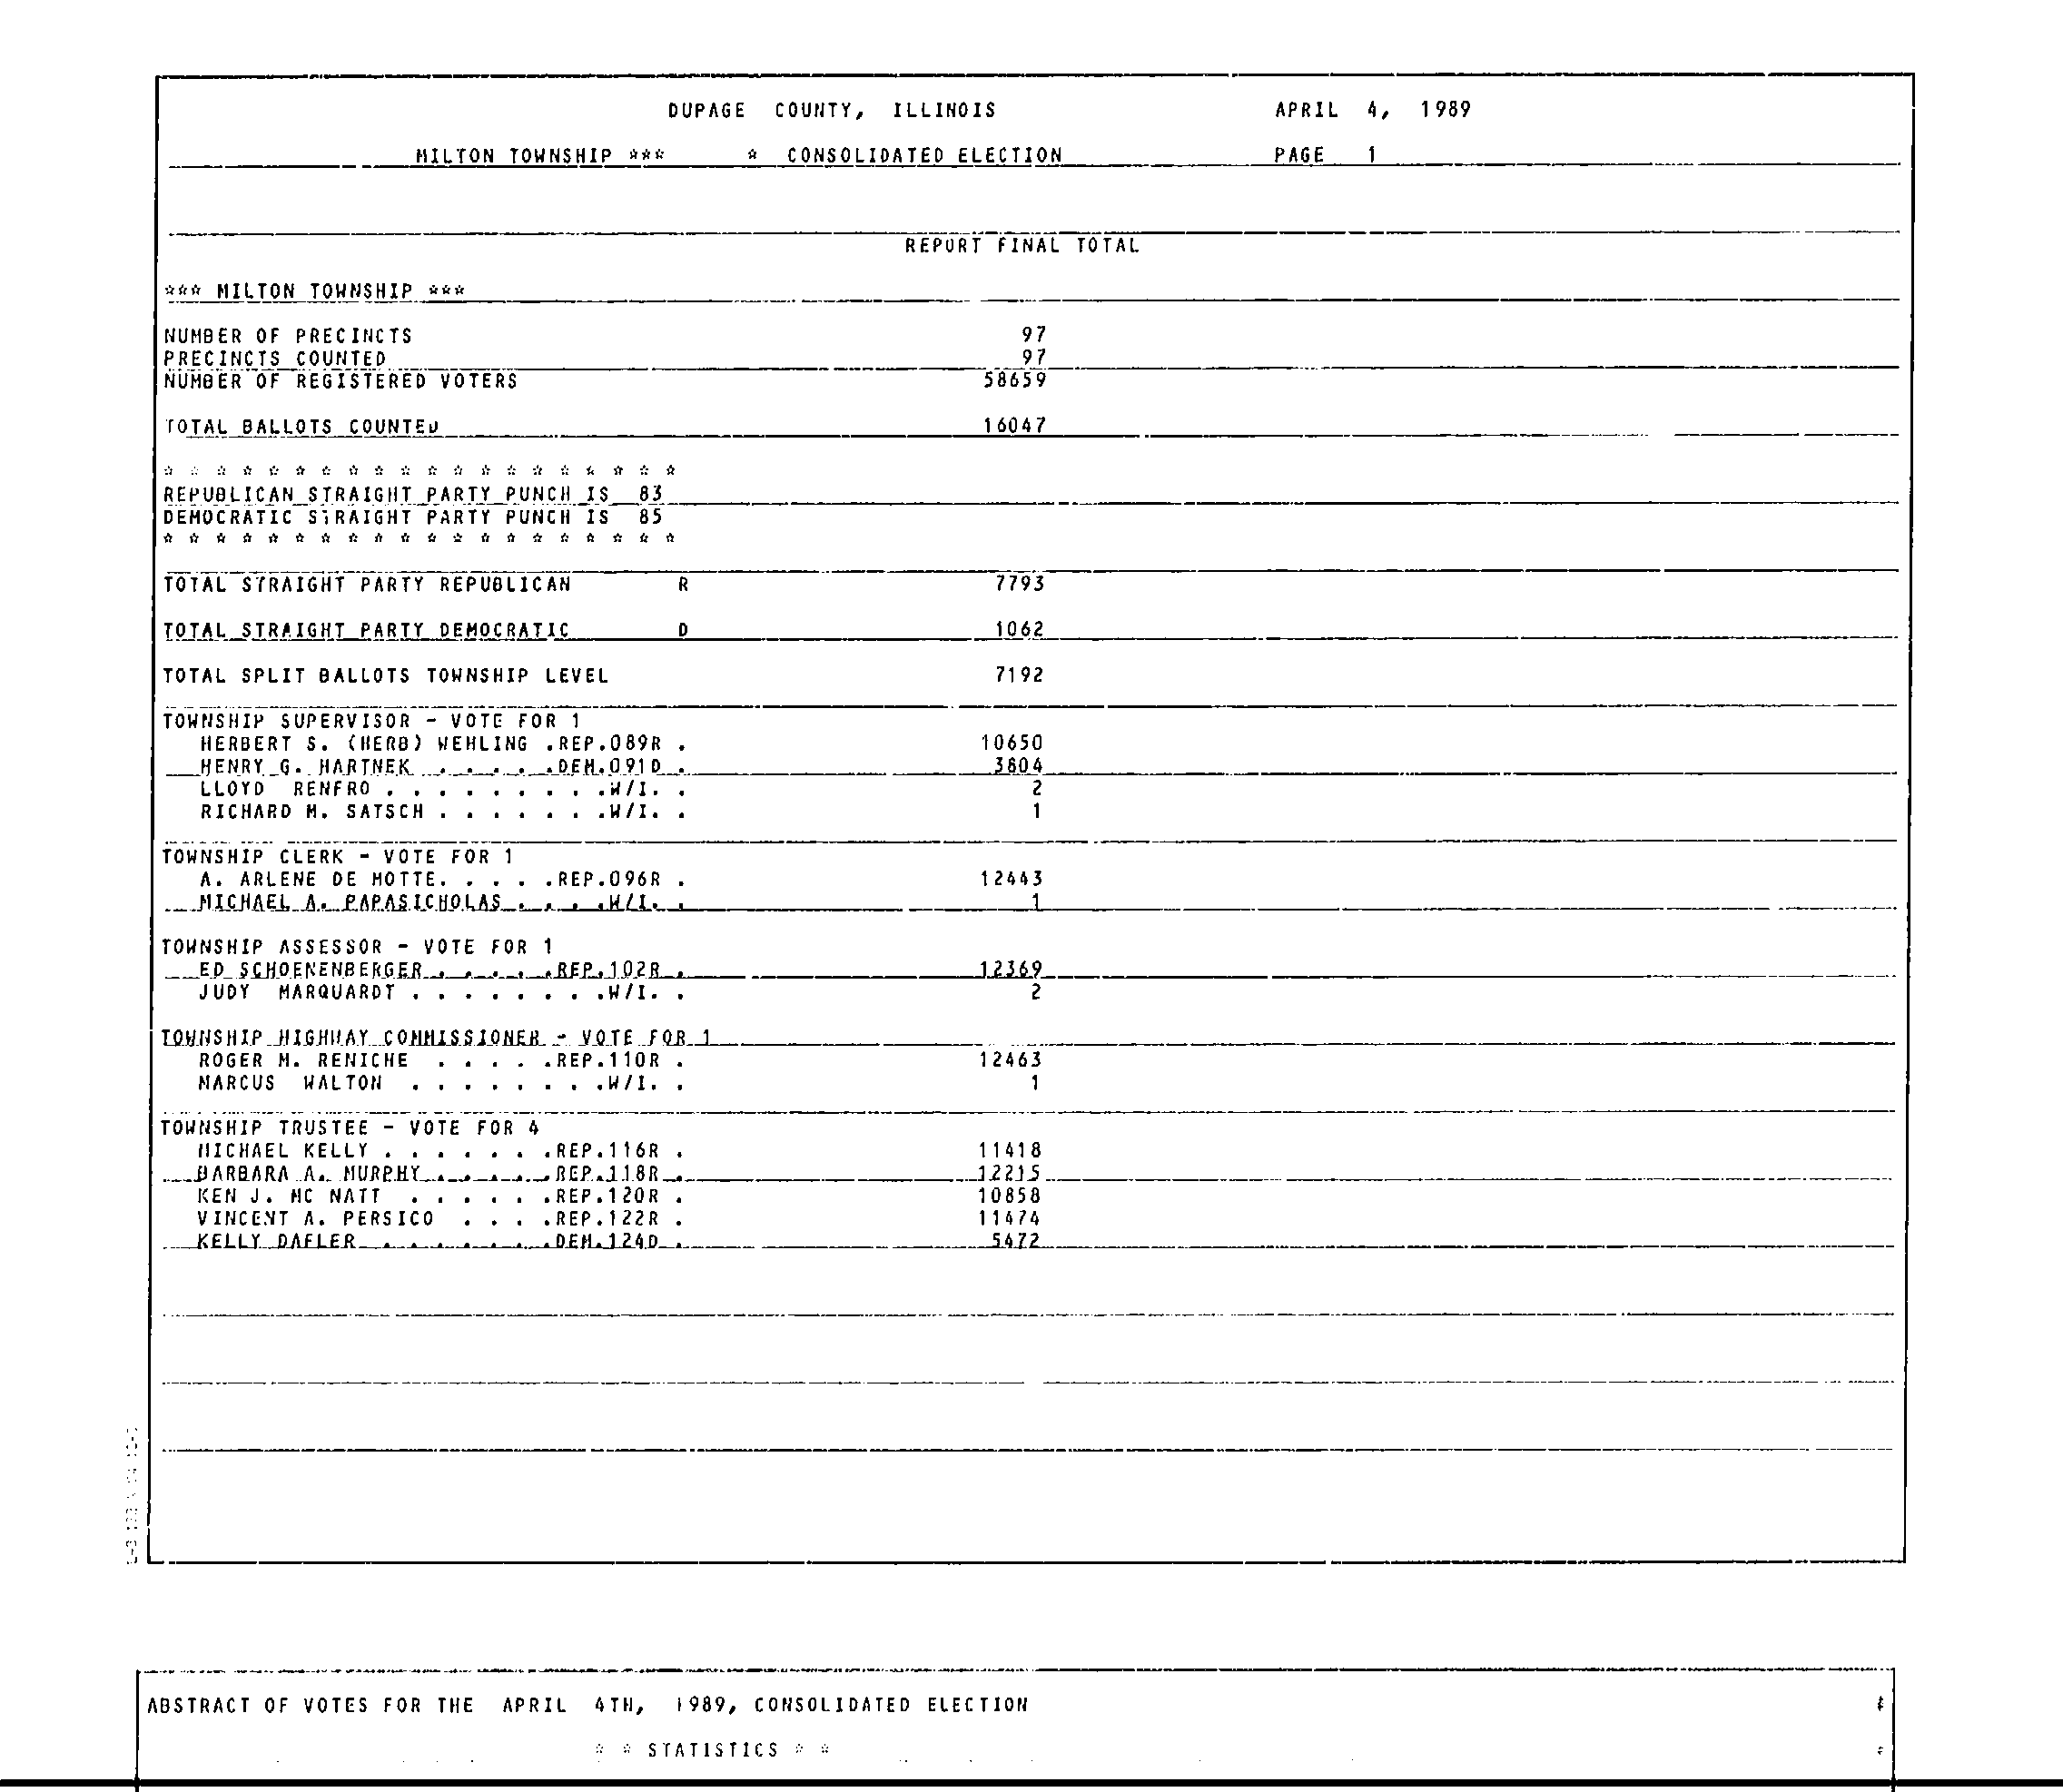 DUPAGE COUNTY, ILLINOIS APRIL 4, 1989
MILTON TOWNSHIP *** * CONSOLIDATED ELECTION PAGE 1
REPORT FINAL TOTAL
*** MILTON TOWNSHIP ***
NUMBER OF PRECINCTS 97
PRECINCTS COUNTED 97
NUMBER OF REGISTERED VOTERS 58659
TOTAL BALLOTS COUNTED 16047
* * * * * * * * * * * * * * * * * * * *
REPUBLICAN STRAIGHT PARTY PUNCH IS 83
DEMOCRATIC STRAIGHT PARTY PUNCH IS 85
* * * * * * * * * * * * * * * * * * * *
TOTAL STRAIGHT PARTY REPUBLICAN R 7793
TOTAL STRAIGHT PARTY DEMOCRATIC D 1062
TOTAL SPLIT BALLOTS TOWNSHIP LEVEL 7192
TOWNSHIP SUPERVISOR - VOTE FOR 1
HERBERT S. (HERB) WEHLING .REP.089R . 10650
HENRY G. HARTNEK . . . . .DEM.091D . 3804
LLOYD RENFRO . . . . . . . . .W/I. . 2
RICHARD M. SATSCH . . . . . . .W/I. . 1
TOWNSHIP CLERK - VOTE FOR 1
A. ARLENE DE MOTTE. . . . .REP.096R . 12443
MICHAEL A. PAPASICHOLAS . . . .W/I. . 1
TOWNSHIP ASSESSOR - VOTE FOR 1
ED SCHOENENBERGER . . . . .REP.102R . 12369
JUDY MARQUARDT . . . . . . . .W/I. . 2
TOWNSHIP HIGHWAY COMMISSIONER - VOTE FOR 1
ROGER M. RENICHE . . . . .REP.110R . 12463
MARCUS WALTON . . . . . . . .W/I. . 1
TOWNSHIP TRUSTEE - VOTE FOR 4
MICHAEL KELLY . . . . . . .REP.116R . 11418
BARBARA A. MURPHY . . . . .REP.118R . 12215
KEN J. MC NATT . . . . . .REP.120R . 10858
VINCENT A. PERSICO . . . .REP.122R . 11474
KELLY DAFLER . . . . . . .DEM.124D . 5472
ABSTRACT OF VOTES FOR THE APRIL 4TH, 1989, CONSOLIDATED ELECTION
* * STATISTICS * *